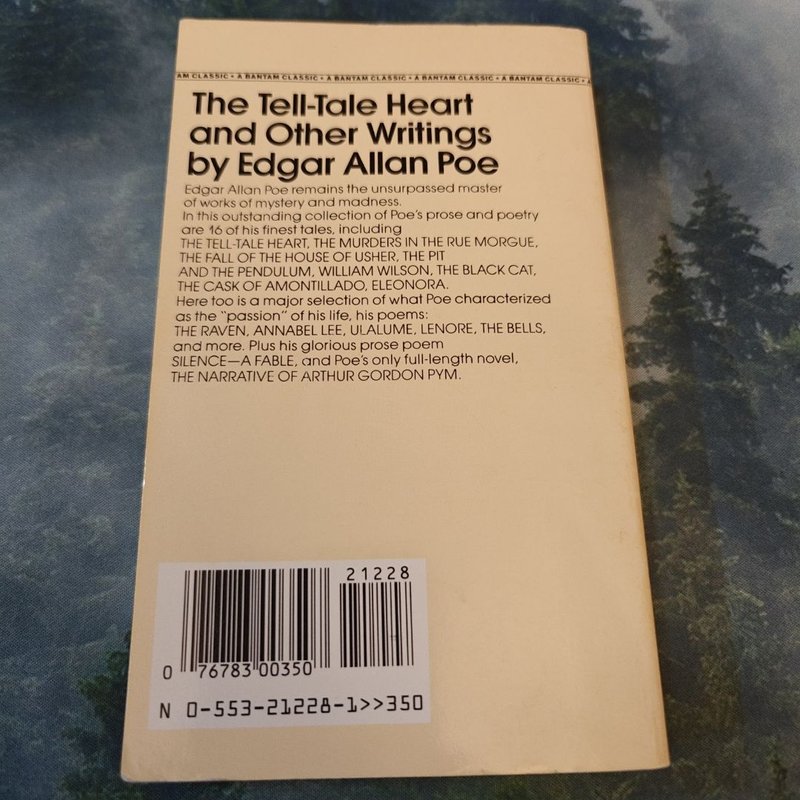 AM CLASSIC • A BANTAM CLASSIC • A BANTAM CLASSIC • A BANTAM CLASSIC • A BANTAM CLASSIC • A
The Tell-Tale Heart
and Other Writings
by Edgar Allan Poe
Edgar Allan Poe remains the unsurpassed master
of works of mystery and madness.
In this outstanding collection of Poe's prose and poetry
are 16 of his finest tales, including
THE TELL-TALE HEART, THE MURDERS IN THE RUE MORGUE,
THE FALL OF THE HOUSE OF USHER, THE PIT
AND THE PENDULUM, WILLIAM WILSON, THE BLACK CAT,
THE CASK OF AMONTILLADO, ELEONORA.
Here too is a major selection of what Poe characterized
as the "passion" of his life, his poems:
THE RAVEN, ANNABEL LEE, ULALUME, LENORE, THE BELLS,
and more. Plus his glorious prose poem
SILENCE—A FABLE, and Poe's only full-length novel,
THE NARRATIVE OF ARTHUR GORDON PYM.
21228
0 76783 00350
N 0-553-21228-1>>350